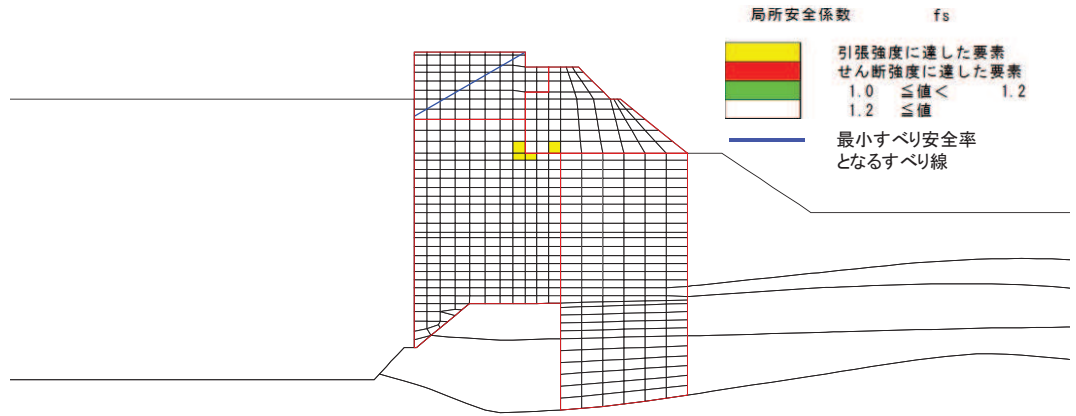 局所安全係数 fs
引張強度に達した要素
せん断強度に達した要素
1.0 ≦値< 1.2
1.2 ≦値
最小すべり安全率
となるすべり線